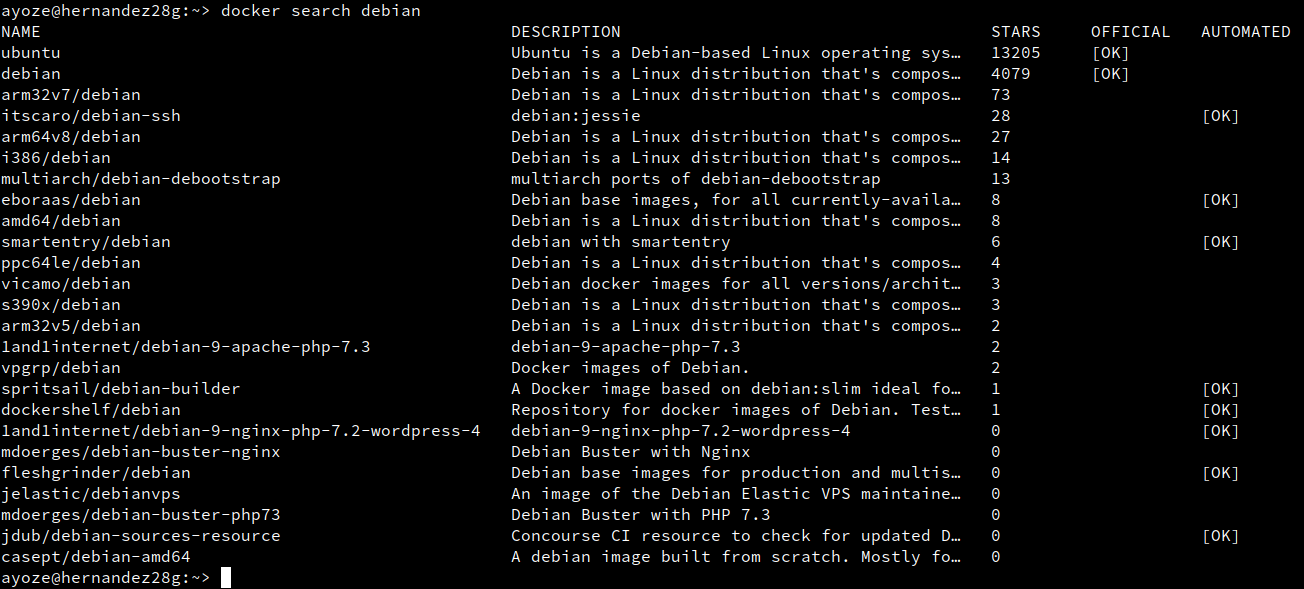 ayoze@hernandez28g:~> docker search debian
NAME DESCRIPTION STARS OFFICIAL AUTOMATED
ubuntu Ubuntu is a Debian-based Linux operating sys… 13205 [OK]
debian Debian is a Linux distribution that's compos… 4079 [OK]
arm32v7/debian Debian is a Linux distribution that's compos… 73
itscaro/debian-ssh debian:jessie 28 [OK]
arm64v8/debian Debian is a Linux distribution that's compos… 27
i386/debian Debian is a Linux distribution that's compos… 14
multiarch/debian-debootstrap multiarch ports of debian-debootstrap 13
eboraas/debian Debian base images, for all currently-availa… 8 [OK]
amd64/debian Debian is a Linux distribution that's compos… 8
smartentry/debian debian with smartentry 6 [OK]
ppc64le/debian Debian is a Linux distribution that's compos… 4
vicamo/debian Debian docker images for all versions/archit… 3
s390x/debian Debian is a Linux distribution that's compos… 3
arm32v5/debian Debian is a Linux distribution that's compos… 2
1and1internet/debian-9-apache-php-7.3 debian-9-apache-php-7.3 2
vpgrp/debian Docker images of Debian. 2
spritsail/debian-builder A Docker image based on debian:slim ideal fo… 1 [OK]
dockershelf/debian Repository for docker images of Debian. Test… 1 [OK]
1and1internet/debian-9-nginx-php-7.2-wordpress-4 debian-9-nginx-php-7.2-wordpress-4 0 [OK]
mdoerges/debian-buster-nginx Debian Buster with Nginx 0
fleshgrinder/debian Debian base images for production and multis… 0 [OK]
jelastic/debianvps An image of the Debian Elastic VPS maintaine… 0
mdoerges/debian-buster-php73 Debian Buster with PHP 7.3 0
jdub/debian-sources-resource Concourse CI resource to check for updated D… 0 [OK]
casept/debian-amd64 A debian image built from scratch. Mostly fo… 0
ayoze@hernandez28g:~>